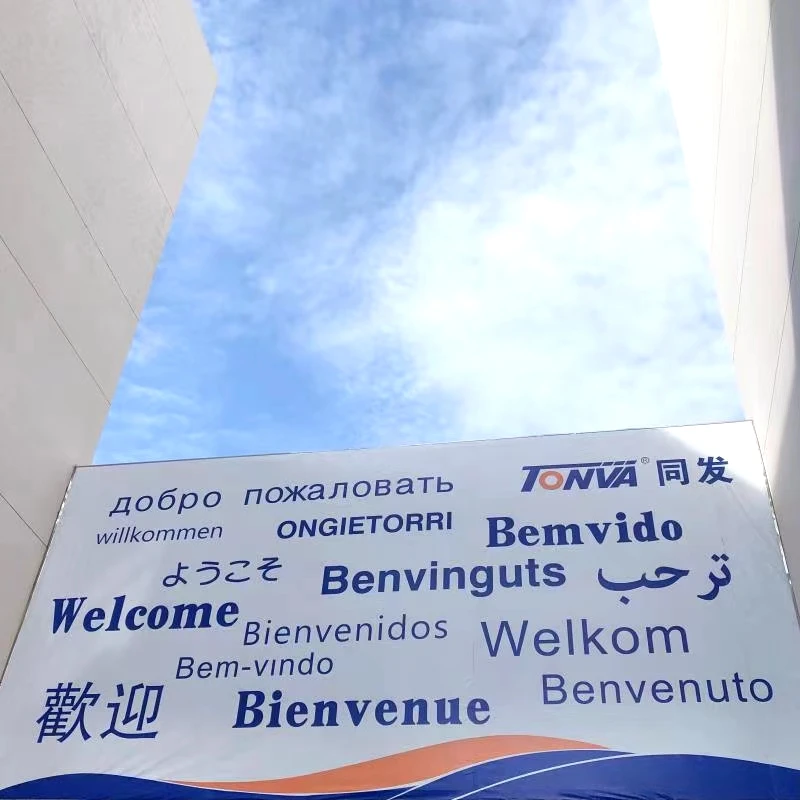 TONVA® 同发
добро пожаловать
willkommen
ONGIETORRI
Bemvido
ようこそ
Benvinguts
ترحب
Welcome
Bienvenidos
Welkom
Bem-vindo
Benvenuto
歡迎
Bienvenue